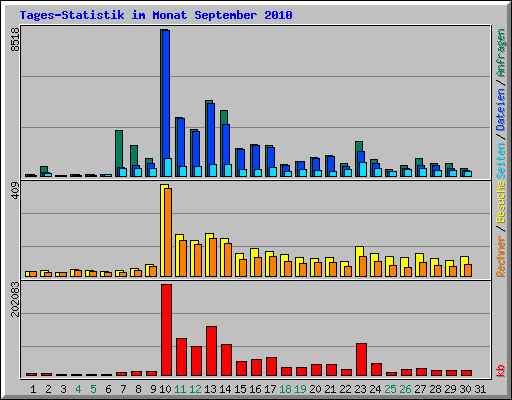 Tages-Statistik im Monat September 2010
8518
409
202083
Rechner / Besuche Seiten / Dateien / Anfragen
kb
1 2 3 4 5 6 7 8 9 10 11 12 13 14 15 16 17 18 19 20 21 22 23 24 25 26 27 28 29 30 31